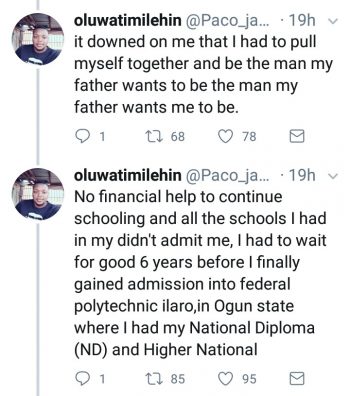 oluwatimilehin @Paco_ja... · 19h
it downed on me that I had to pull
myself together and be the man my
father wants to be the man my
father wants me to be.
1 68 78
oluwatimilehin @Paco_ja... · 19h
No financial help to continue
schooling and all the schools I had
in my didn't admit me, I had to wait
for good 6 years before I finally
gained admission into federal
polytechnic ilaro,in Ogun state
where I had my National Diploma
(ND) and Higher National
1 85 95